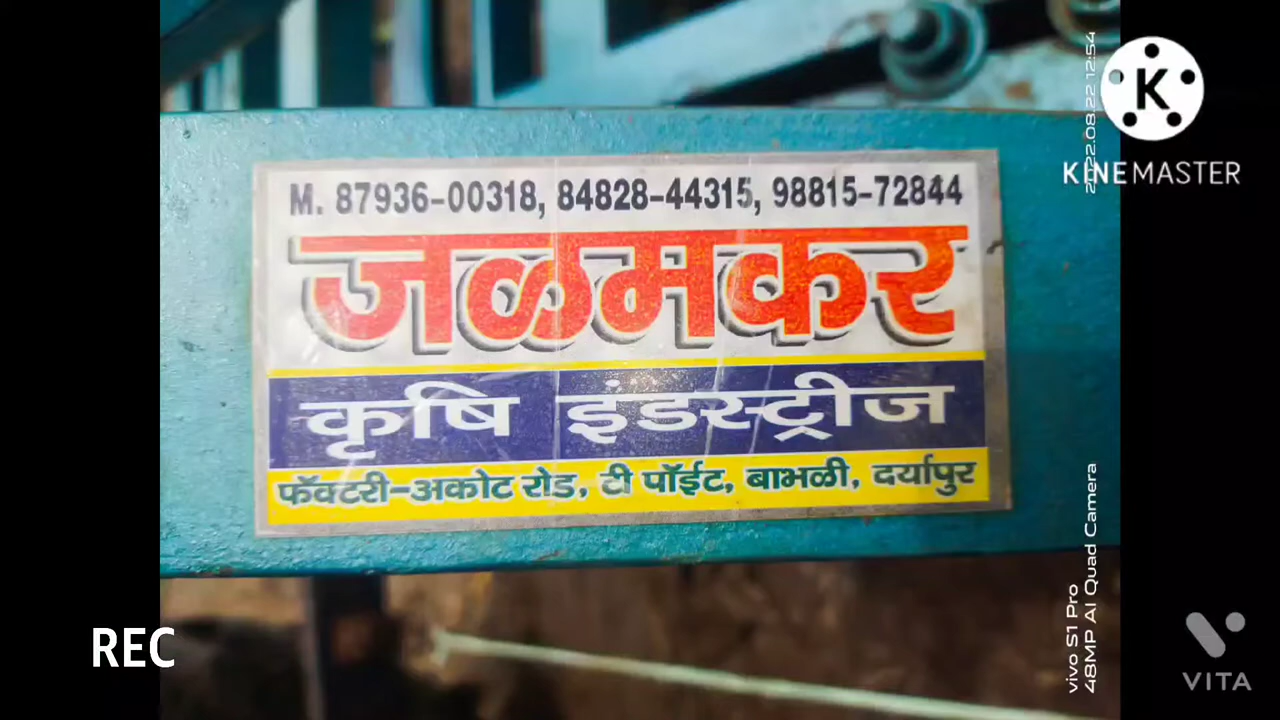 M. 87936-00318, 84828-44315, 98815-72844
जळमकर
कृषि इंडस्ट्रीज
फॅक्टरी-अकोट रोड, टी पॉईट, बाभळी, दर्यापुर
2022.08.22 12:54
K
KINEMASTER
vivo S1 Pro
48MP AI Quad Camera
REC
VITA